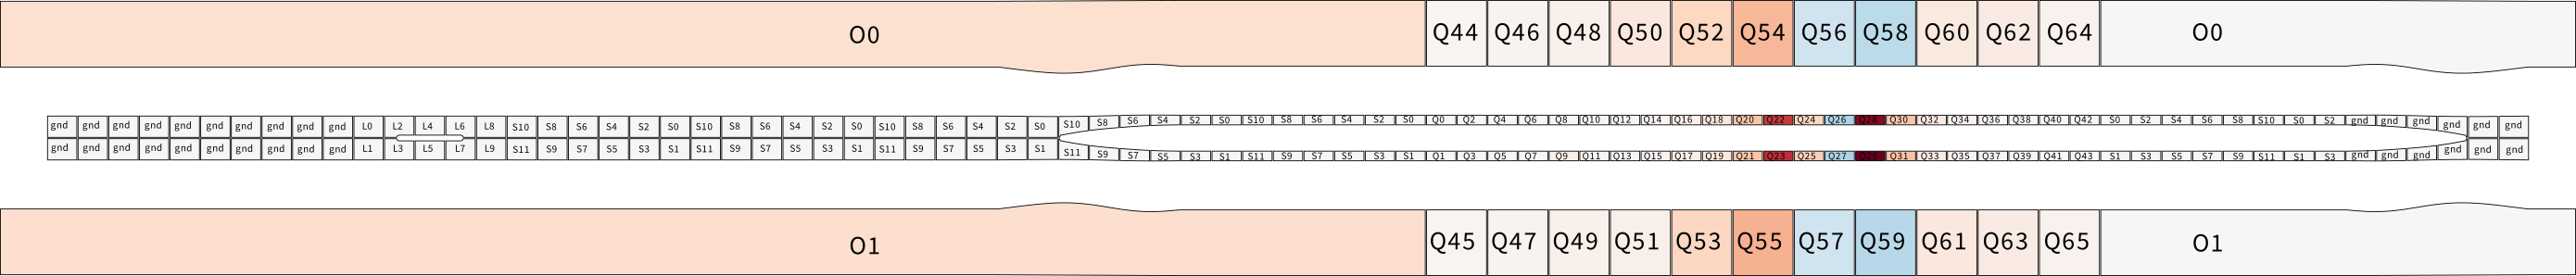 O0 Q44 Q46 Q48 Q50 Q52 Q54 Q56 Q58 Q60 Q62 Q64 O0
gnd gnd gnd gnd gnd gnd gnd gnd gnd gnd L0 L2 L4 L6 L8 S10 S8 S6 S4 S2 S0 S10 S8 S6 S4 S2 S0 S10 S8 S6 S4 S2 S0 S10 S8 S6 S4 S2 S0 S10 S8 S6 S4 S2 S0 Q0 Q2 Q4 Q6 Q8 Q10 Q12 Q14 Q16 Q18 Q20 Q22 Q24 Q26 Q28 Q30 Q32 Q34 Q36 Q38 Q40 Q42 S0 S2 S4 S6 S8 S10 S0 S2 gnd gnd gnd gnd gnd gnd
gnd gnd gnd gnd gnd gnd gnd gnd gnd gnd L1 L3 L5 L7 L9 S11 S9 S7 S5 S3 S1 S11 S9 S7 S5 S3 S1 S11 S9 S7 S5 S3 S1 S11 S9 S7 S5 S3 S1 S11 S9 S7 S5 S3 S1 Q1 Q3 Q5 Q7 Q9 Q11 Q13 Q15 Q17 Q19 Q21 Q23 Q25 Q27 Q29 Q31 Q33 Q35 Q37 Q39 Q41 Q43 S1 S3 S5 S7 S9 S11 S1 S3 gnd gnd gnd gnd gnd gnd
O1 Q45 Q47 Q49 Q51 Q53 Q55 Q57 Q59 Q61 Q63 Q65 O1